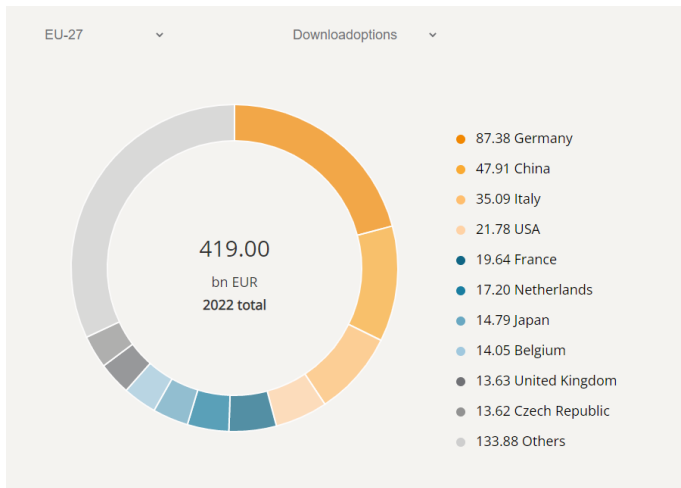 EU-27
Downloadoptions
87.38 Germany
47.91 China
35.09 Italy
21.78 USA
19.64 France
17.20 Netherlands
14.79 Japan
14.05 Belgium
13.63 United Kingdom
13.62 Czech Republic
133.88 Others
419.00
bn EUR
2022 total